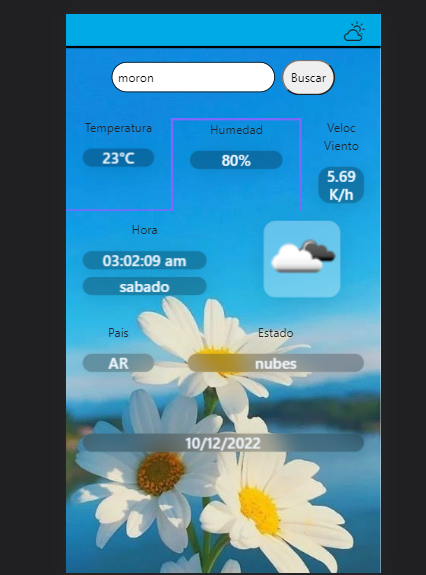 moron
Buscar
Temperatura
Humedad
Veloc
Viento
23°C
80%
5.69
K/h
Hora
03:02:09 am
sabado
Pais
Estado
AR
nubes
10/12/2022